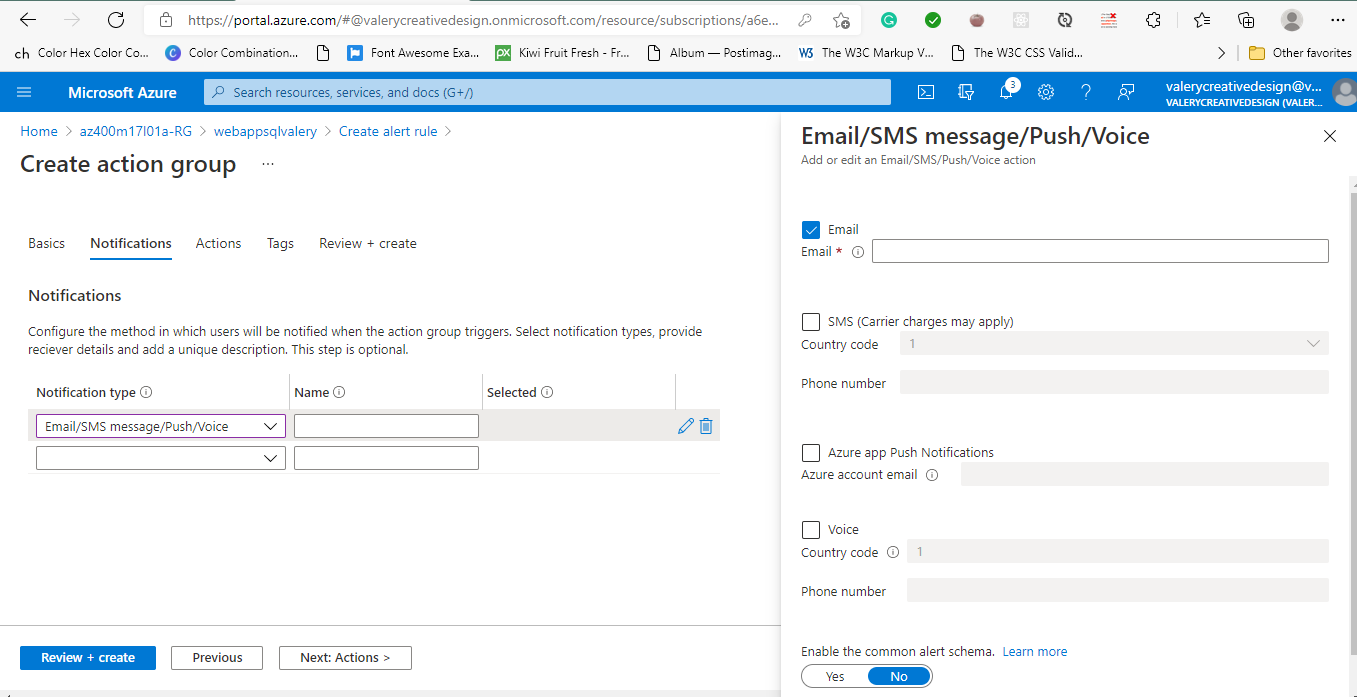 https://portal.azure.com/#@valerycreativedesign.onmicrosoft.com/resource/subscriptions/a6e...
ch Color Hex Color Co... C Color Combination... Font Awesome Exa... px Kiwi Fruit Fresh - Fr... Album — Postimag... W3 The W3C Markup V... The W3C CSS Valid... Other favorites
Microsoft Azure
Search resources, services, and docs (G+/)
3
valerycreativedesign@v...
VALERYCREATIVEDESIGN (VALER...
Home > az400m17l01a-RG > webappsqlvalery > Create alert rule >
Create action group ...
Basics Notifications Actions Tags Review + create
Notifications
Configure the method in which users will be notified when the action group triggers. Select notification types, provide
reciever details and add a unique description. This step is optional.
Notification type Name Selected
Email/SMS message/Push/Voice
Review + create Previous Next: Actions >
Email/SMS message/Push/Voice
Add or edit an Email/SMS/Push/Voice action
Email
Email *
SMS (Carrier charges may apply)
Country code 1
Phone number
Azure app Push Notifications
Azure account email
Voice
Country code 1
Phone number
Enable the common alert schema. Learn more
Yes No